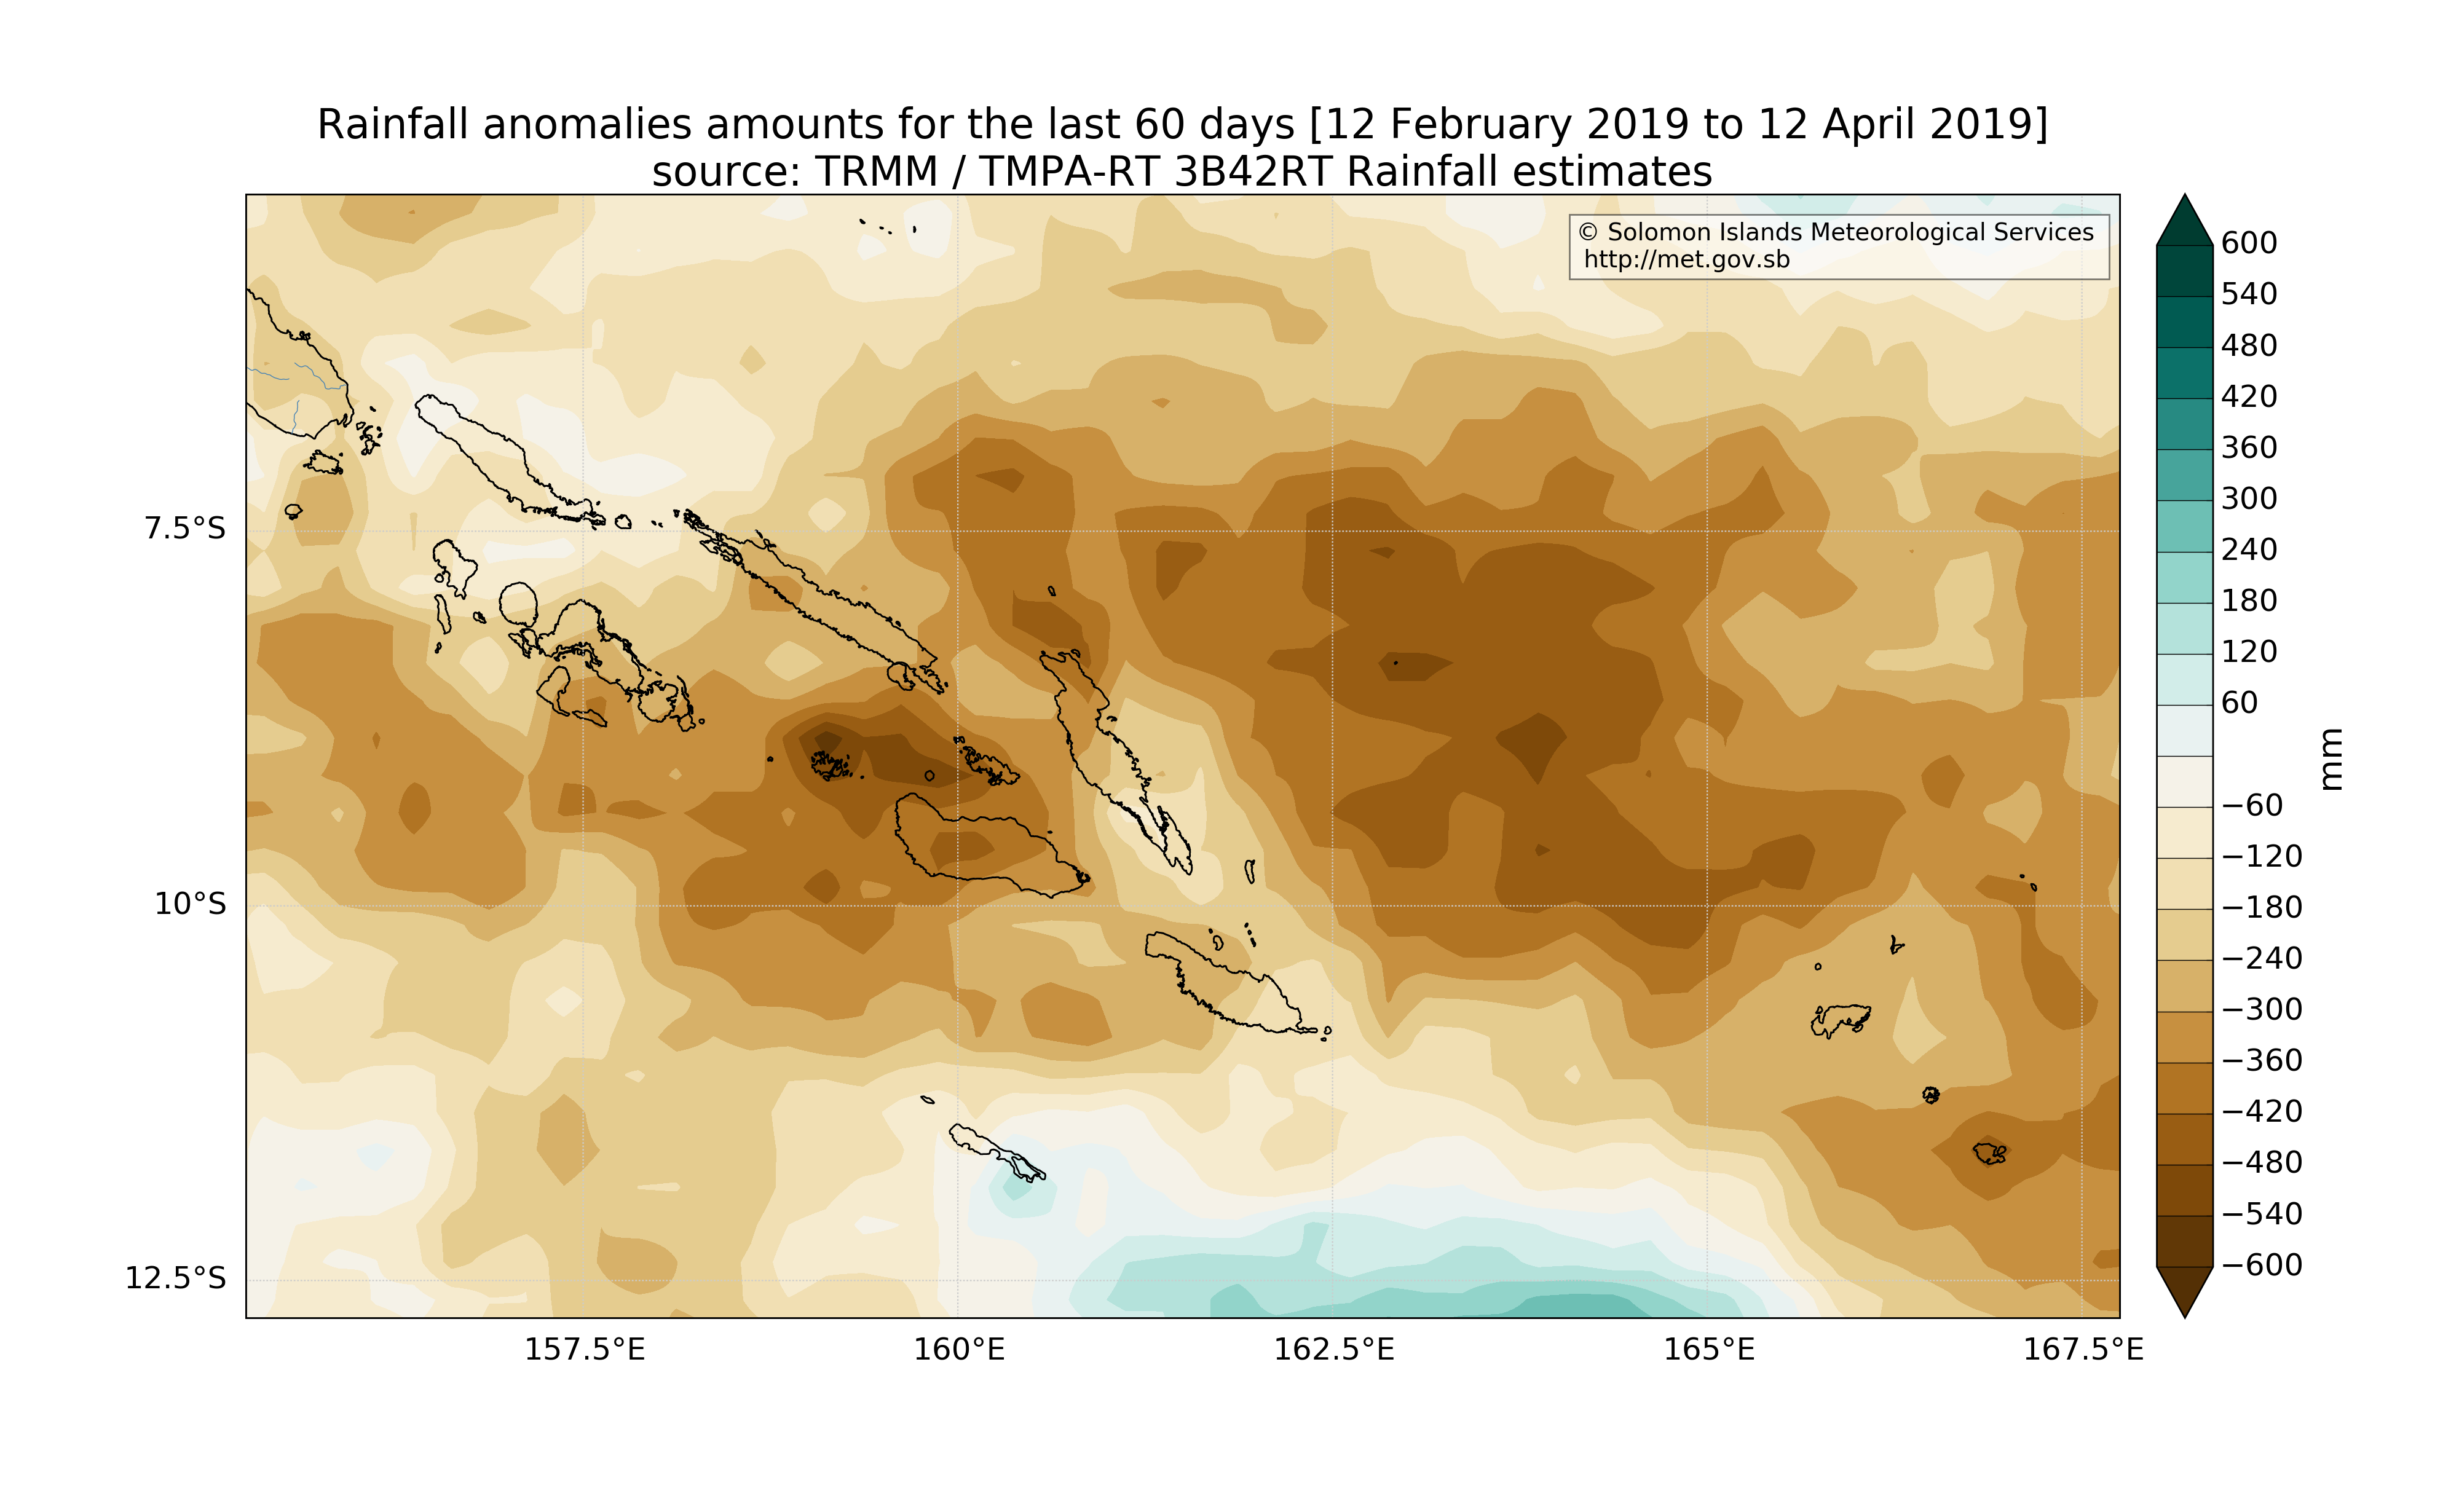 Rainfall anomalies amounts for the last 60 days [12 February 2019 to 12 April 2019]
source: TRMM / TMPA-RT 3B42RT Rainfall estimates
© Solomon Islands Meteorological Services
http://met.gov.sb
7.5°S
10°S
12.5°S
157.5°E
160°E
162.5°E
165°E
167.5°E
600
540
480
420
360
300
240
180
120
60
−60
−120
−180
−240
−300
−360
−420
−480
−540
−600
mm